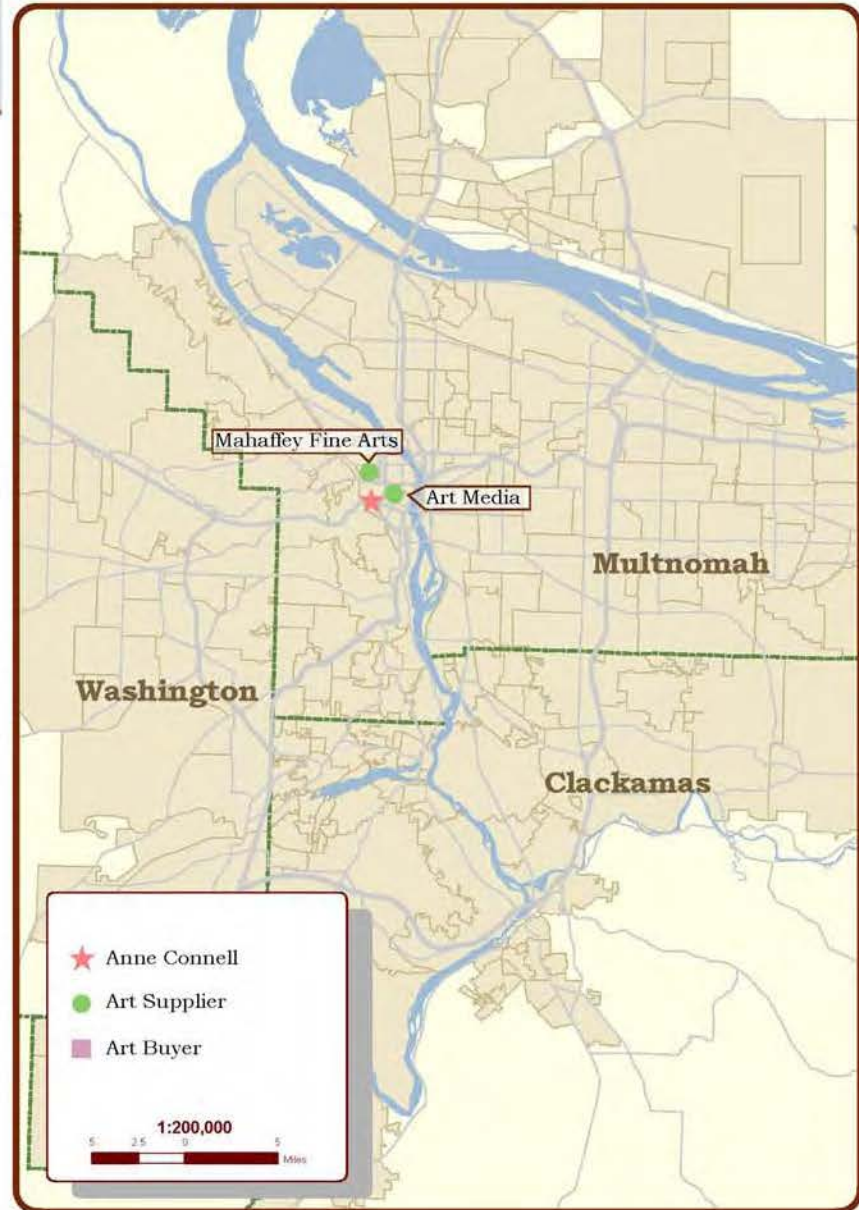 Mahaffey Fine Arts
Art Media
Multnomah
Washington
Clackamas
Anne Connell
Art Supplier
Art Buyer
1:200,000
5 2.5 0 5
Miles